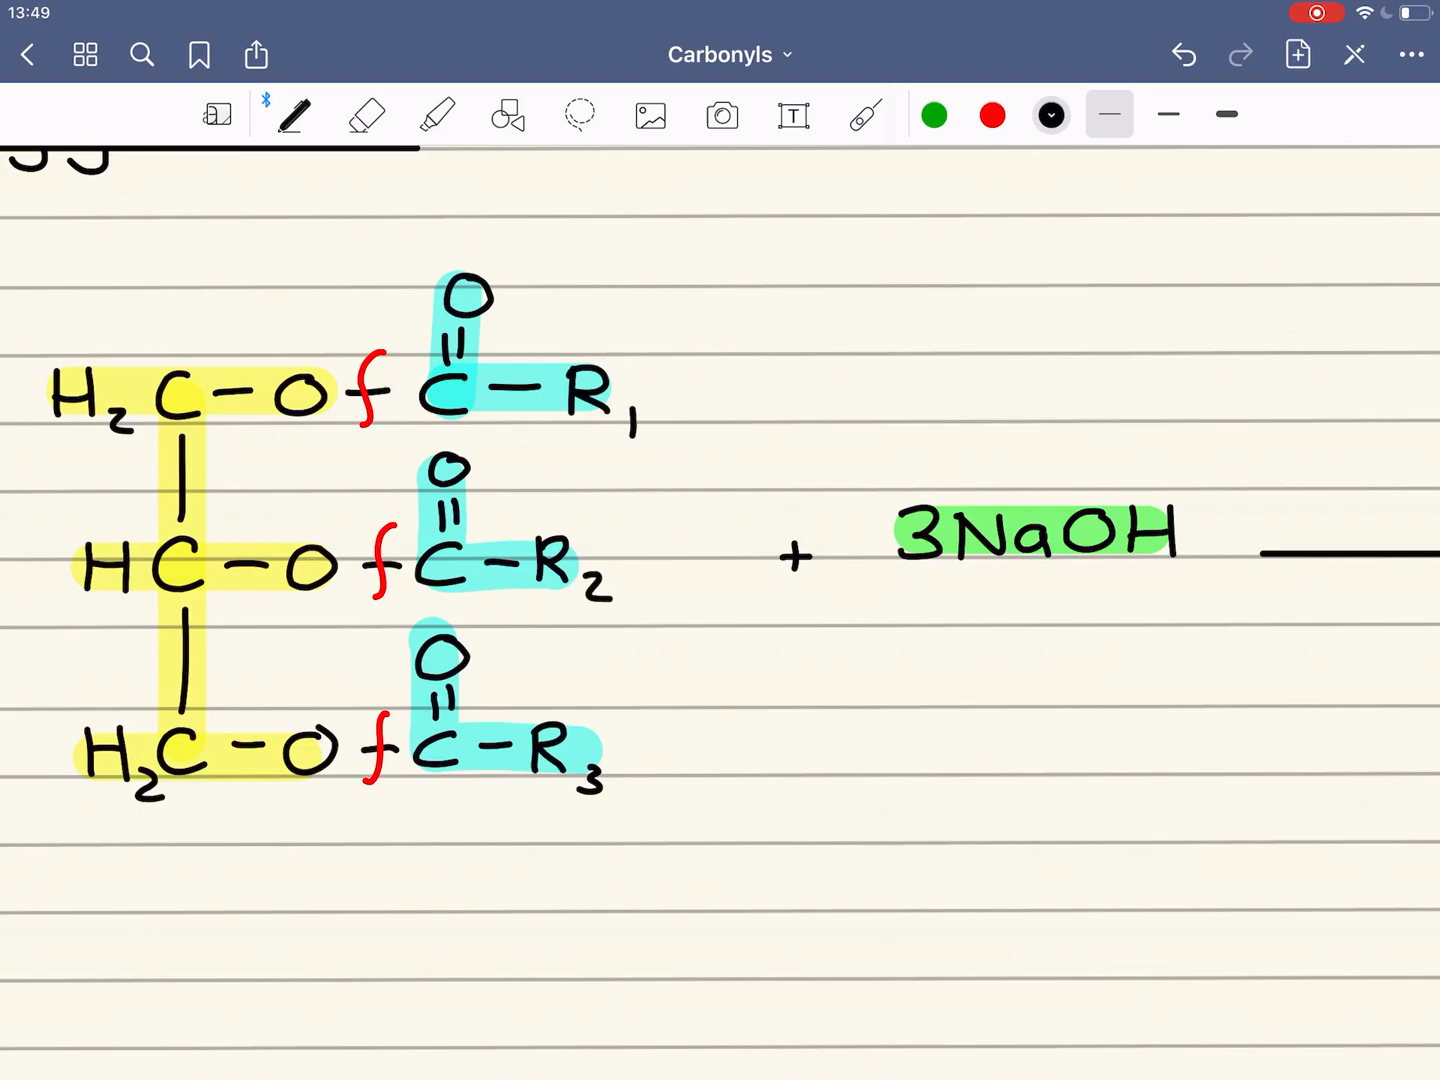 13:49
Carbonyls
T
O
||
H₂C-O-C-R₁
O
||
HC-O-C-R₂ + 3NaOH
O
||
H₂C-O-C-R₃